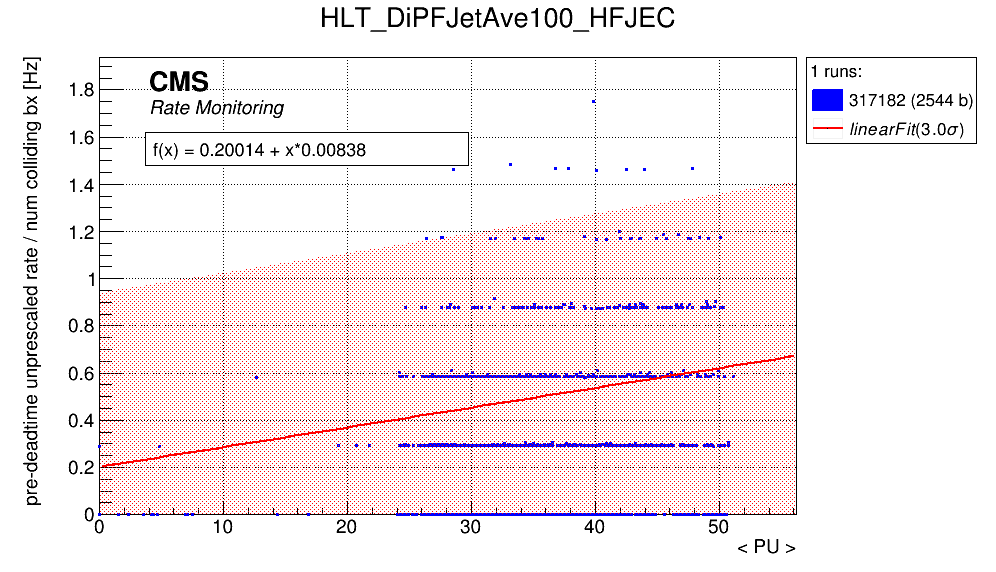 HLT_DiPFJetAve100_HFJEC
pre-deadtime unprescaled rate / num colliding bx [Hz]
CMS
Rate Monitoring
f(x) = 0.20014 + x*0.00838
1 runs:
317182 (2544 b)
linearFit(3.0σ)
1.8
1.6
1.4
1.2
1
0.8
0.6
0.4
0.2
0
0 10 20 30 40 50
< PU >